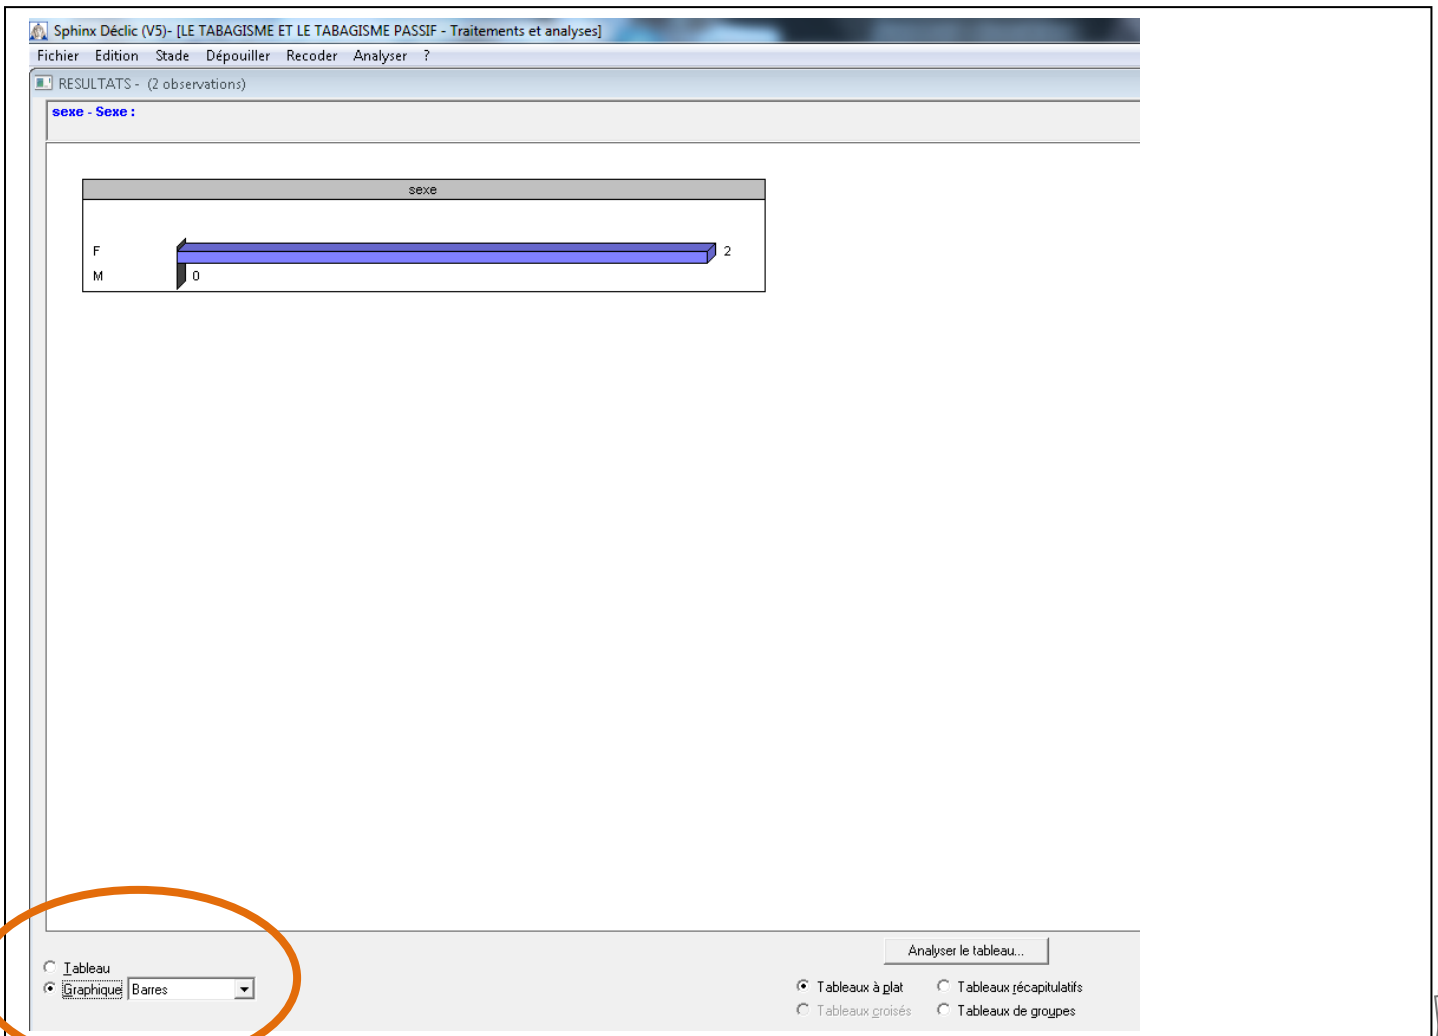 Sphinx Déclic (V5)- [LE TABAGISME ET LE TABAGISME PASSIF - Traitements et analyses]
Fichier Edition Stade Dépouiller Recoder Analyser ?
RESULTATS - (2 observations)
sexe - Sexe :
sexe
F 2
M 0
Analyser le tableau...
Tableau
Graphique Barres
Tableaux à plat Tableaux récapitulatifs
Tableaux croisés Tableaux de groupes